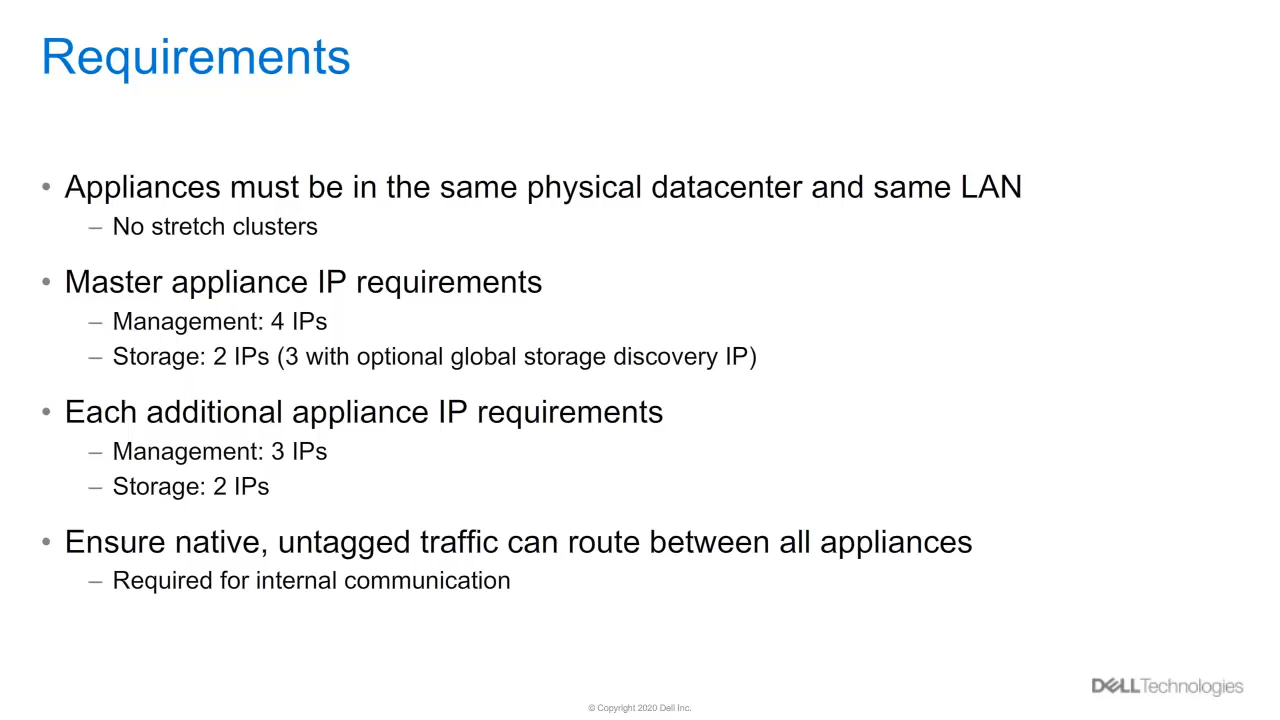 Requirements
• Appliances must be in the same physical datacenter and same LAN
– No stretch clusters
• Master appliance IP requirements
– Management: 4 IPs
– Storage: 2 IPs (3 with optional global storage discovery IP)
• Each additional appliance IP requirements
– Management: 3 IPs
– Storage: 2 IPs
• Ensure native, untagged traffic can route between all appliances
– Required for internal communication
DELLTechnologies
© Copyright 2020 Dell Inc.